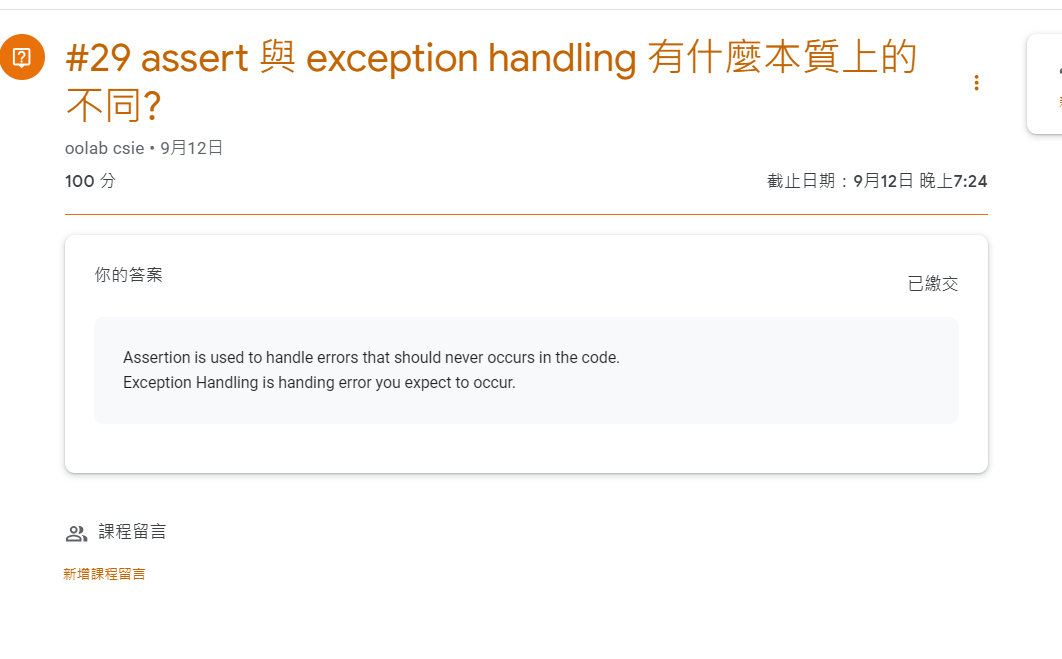 #29 assert 與 exception handling 有什麼本質上的
不同?
oolab csie • 9月12日
100 分
截止日期：9月12日 晚上7:24
你的答案
已繳交
Assertion is used to handle errors that should never occurs in the code.
Exception Handling is handing error you expect to occur.
課程留言
新增課程留言